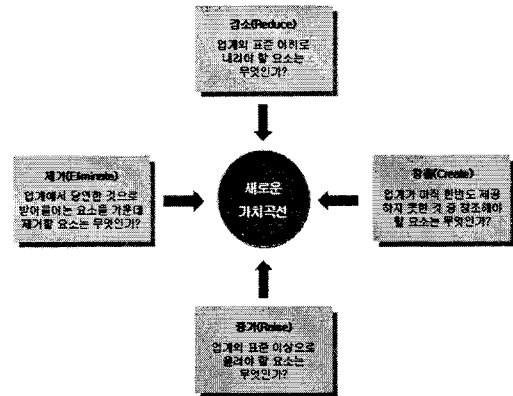 감소(Reduce)
업계의 표준 이하로
내려야 할 요소는
무엇인가?
제거(Eliminate)
업계에서 당연한 것으로
받아들이는 요소들 가운데
제거할 요소는 무엇인가?
새로운
가치곡선
창출(Create)
업계가 아직 한번도 제공
하지 못한 것 중 창조해야
할 요소는 무엇인가?
증가(Raise)
업계의 표준 이상으로
올려야 할 요소는
무엇인가?